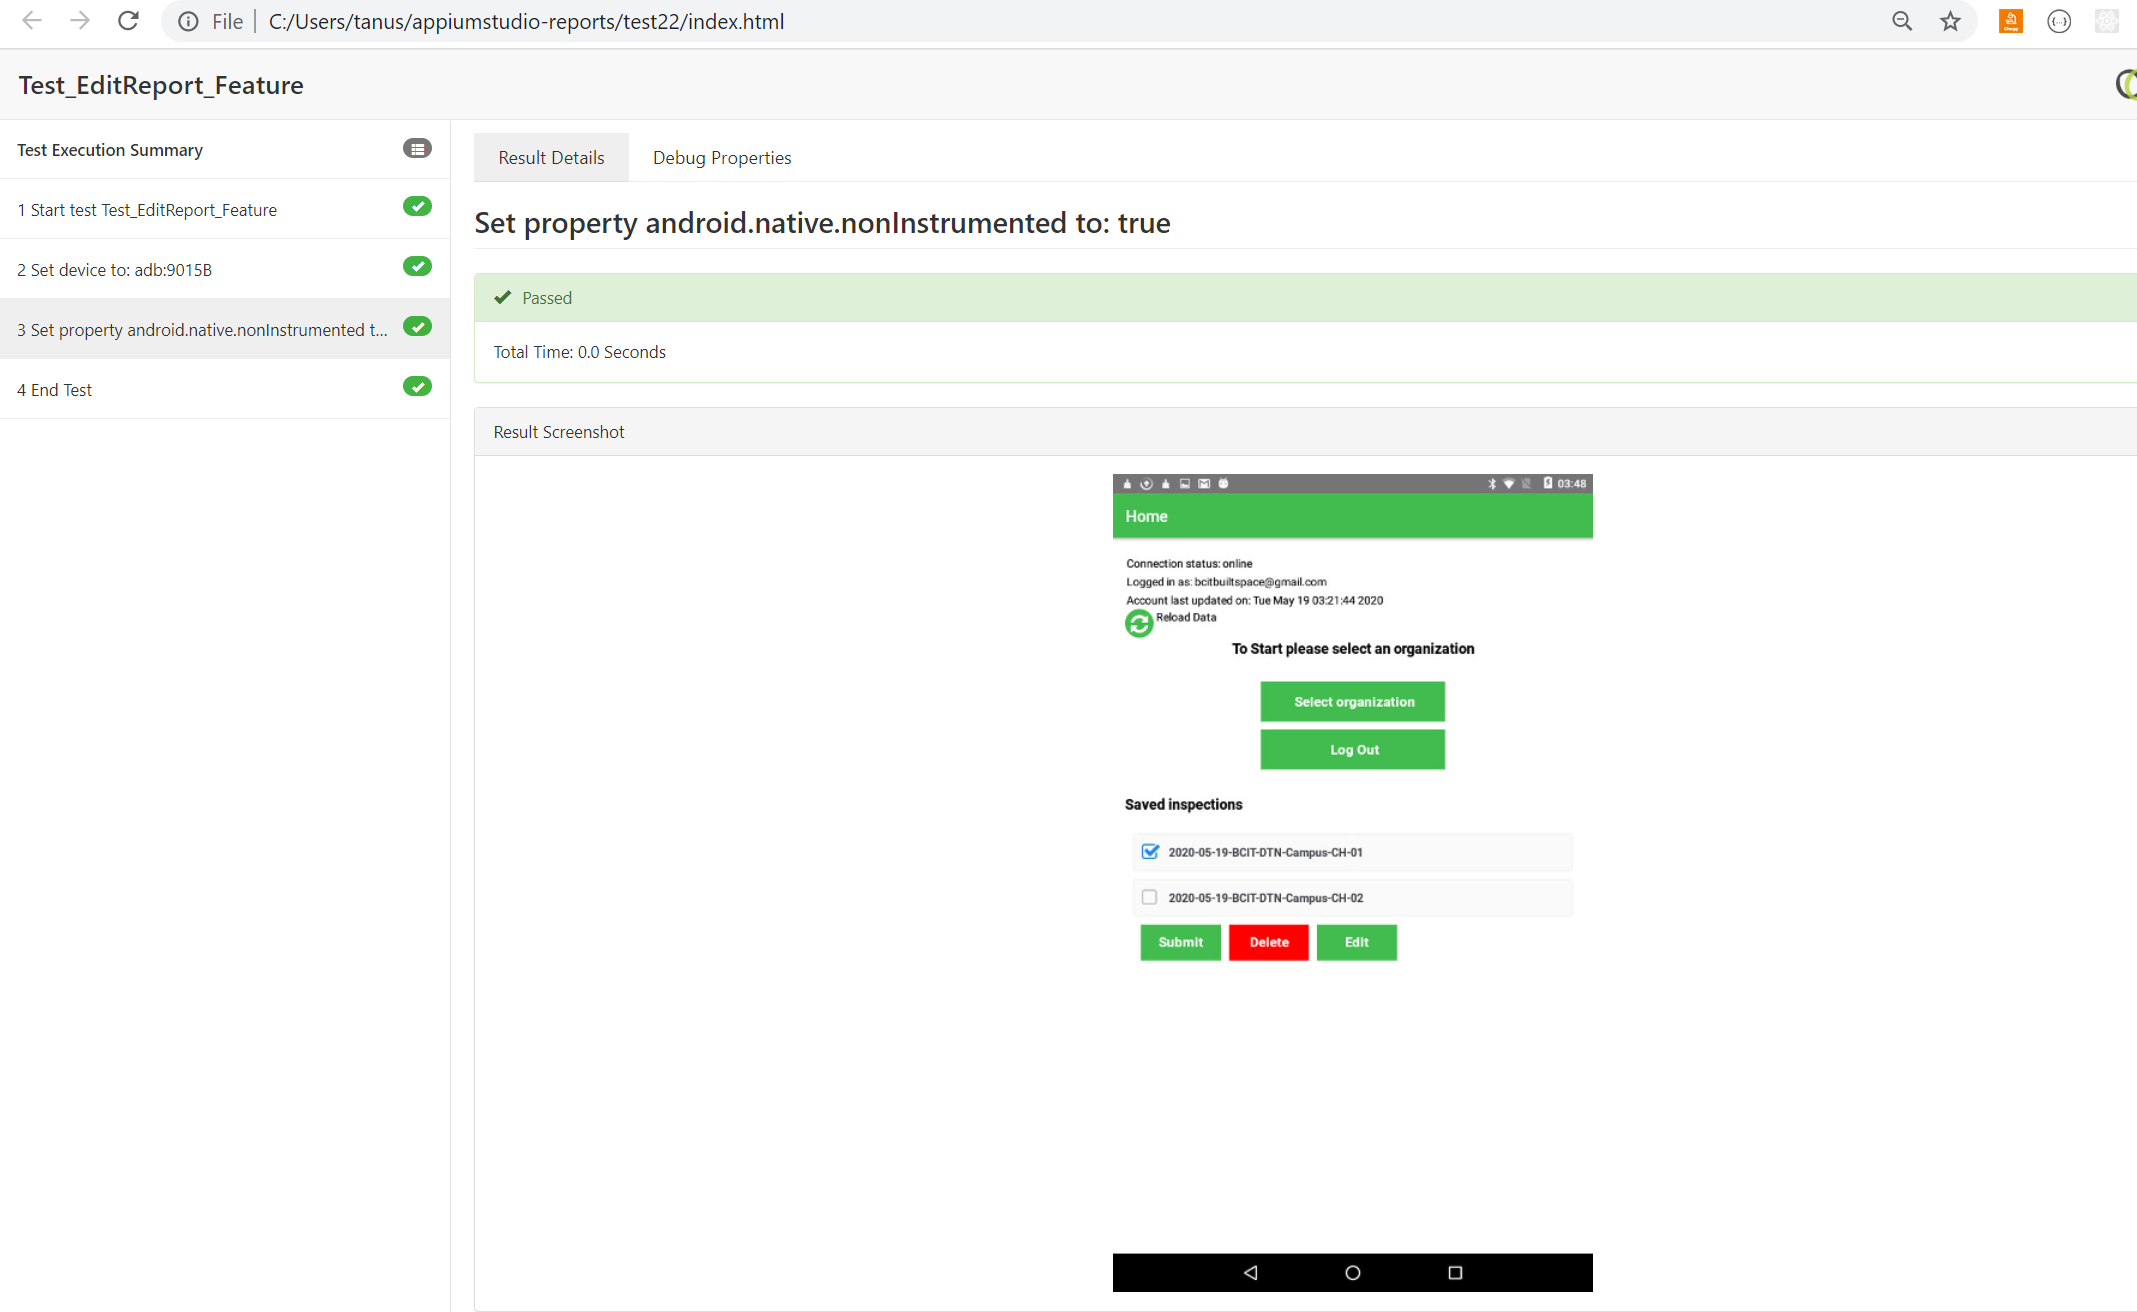 File | C:/Users/tanus/appiumstudio-reports/test22/index.html
Test_EditReport_Feature
Test Execution Summary
1 Start test Test_EditReport_Feature
2 Set device to: adb:9015B
3 Set property android.native.nonInstrumented t...
4 End Test
Result Details
Debug Properties
Set property android.native.nonInstrumented to: true
Passed
Total Time: 0.0 Seconds
Result Screenshot
03:48
Home
Connection status: online
Logged in as: bcitbuiltspace@gmail.com
Account last updated on: Tue May 19 03:21:44 2020
Reload Data
To Start please select an organization
Select organization
Log Out
Saved inspections
2020-05-19-BCIT-DTN-Campus-CH-01
2020-05-19-BCIT-DTN-Campus-CH-02
Submit
Delete
Edit